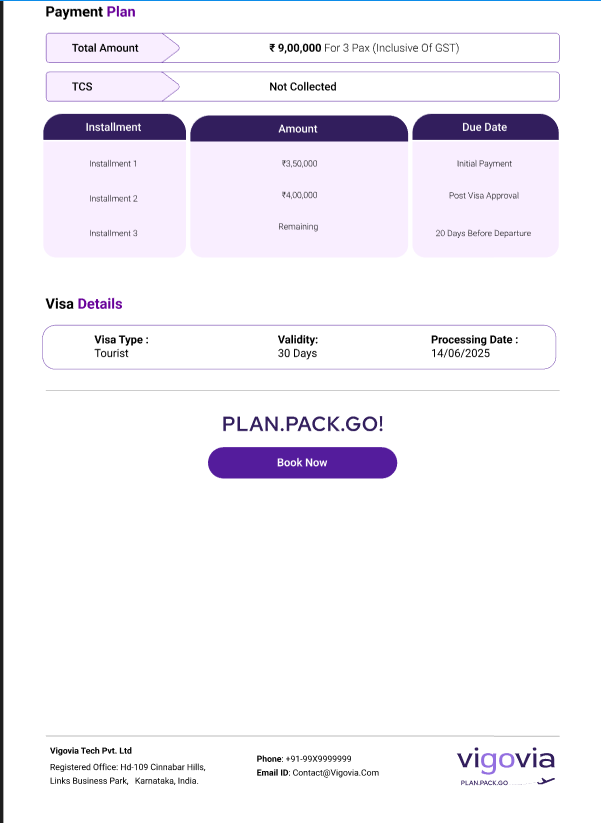 Payment Plan
Total Amount ₹ 9,00,000 For 3 Pax (Inclusive Of GST)
TCS Not Collected
Installment Amount Due Date
Installment 1 ₹3,50,000 Initial Payment
Installment 2 ₹4,00,000 Post Visa Approval
Installment 3 Remaining 20 Days Before Departure
Visa Details
Visa Type : Validity: Processing Date :
Tourist 30 Days 14/06/2025
PLAN.PACK.GO!
Book Now
Vigovia Tech Pvt. Ltd
Registered Office: Hd-109 Cinnabar Hills,
Links Business Park, Karnataka, India.
Phone: +91-99X9999999
Email ID: Contact@Vigovia.Com
vigovia
PLAN.PACK.GO